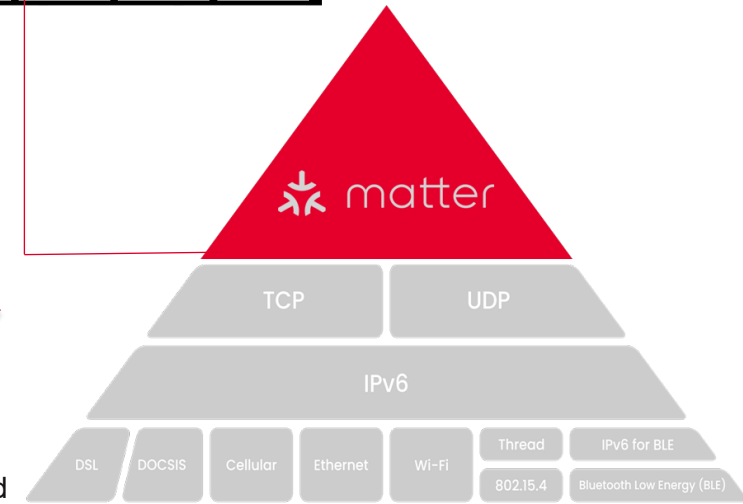 matter
TCP UDP
IPv6
DSL DOCSIS Cellular Ethernet Wi-Fi Thread IPv6 for BLE
802.15.4 Bluetooth Low Energy (BLE)